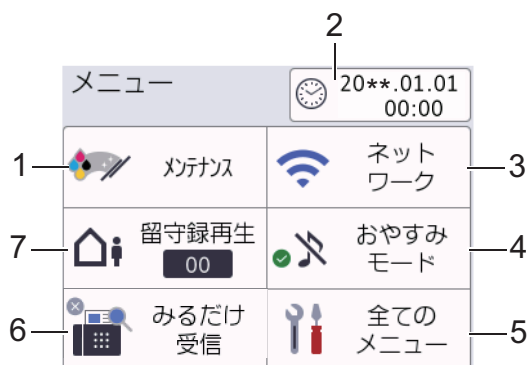 2
メニュー
20**.01.01
00:00
1
メンテナンス
ネット
ワーク
3
7
留守録再生
00
おやすみ
モード
4
6
みるだけ
受信
全ての
メニュー
5